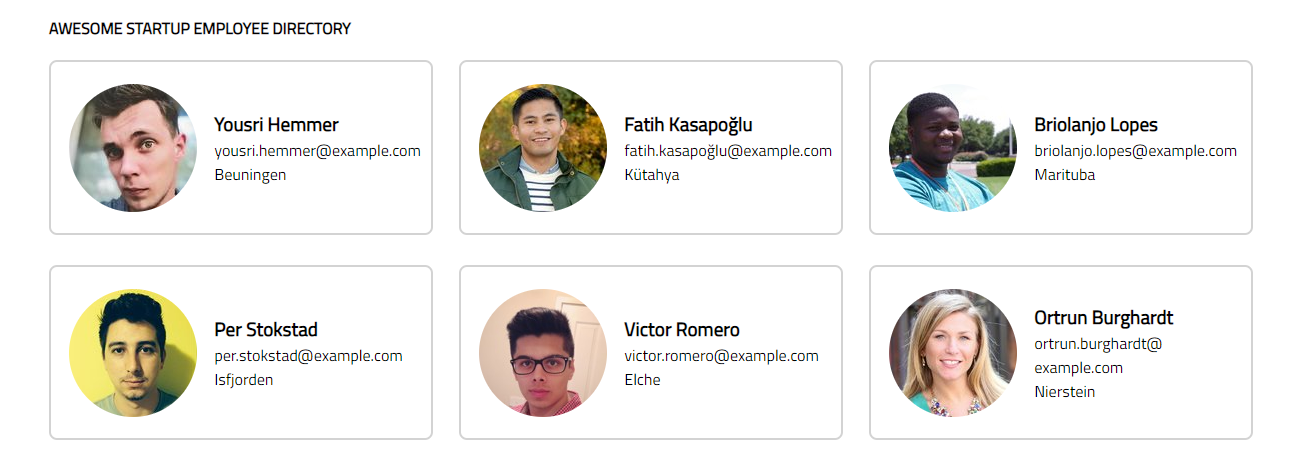 AWESOME STARTUP EMPLOYEE DIRECTORY
Yousri Hemmer
yousri.hemmer@example.com
Beuningen
Fatih Kasapoğlu
fatih.kasapoğlu@example.com
Kütahya
Briolanjo Lopes
briolanjo.lopes@example.com
Marituba
Per Stokstad
per.stokstad@example.com
Isfjorden
Victor Romero
victor.romero@example.com
Elche
Ortrun Burghardt
ortrun.burghardt@
example.com
Nierstein